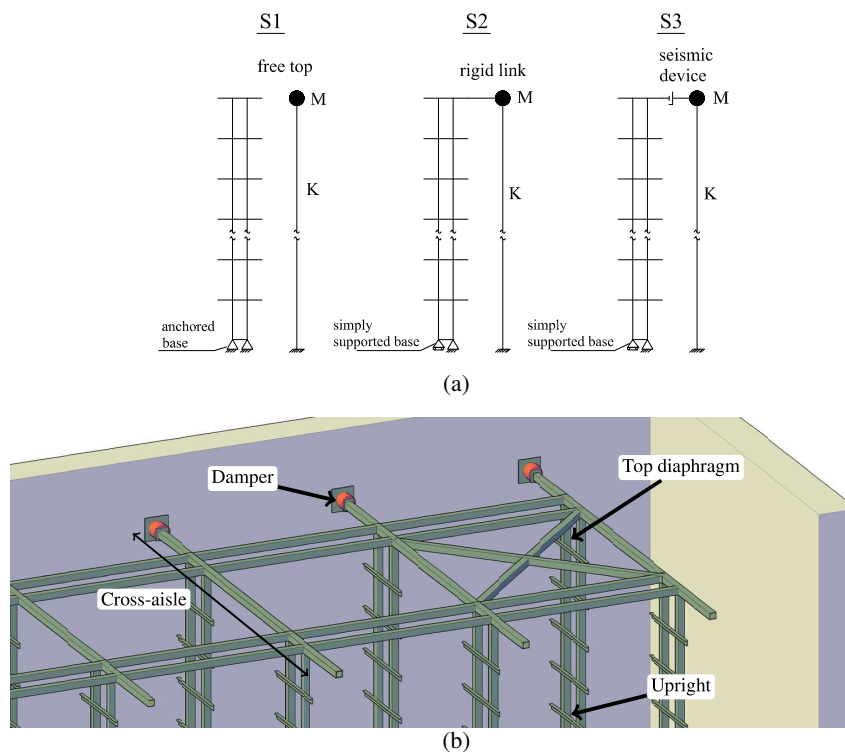 S1
S2
S3
free top
rigid link
seismic
device
M
M
M
K
K
K
anchored
base
simply
supported base
simply
supported base
(a)
Damper
Top diaphragm
Cross-aisle
Upright
(b)